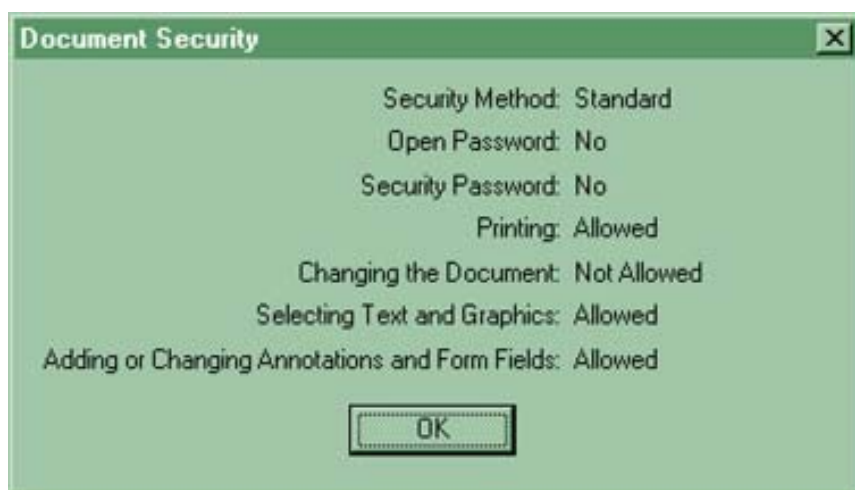 Document Security
Security Method: Standard
Open Password: No
Security Password: No
Printing: Allowed
Changing the Document: Not Allowed
Selecting Text and Graphics: Allowed
Adding or Changing Annotations and Form Fields: Allowed
OK